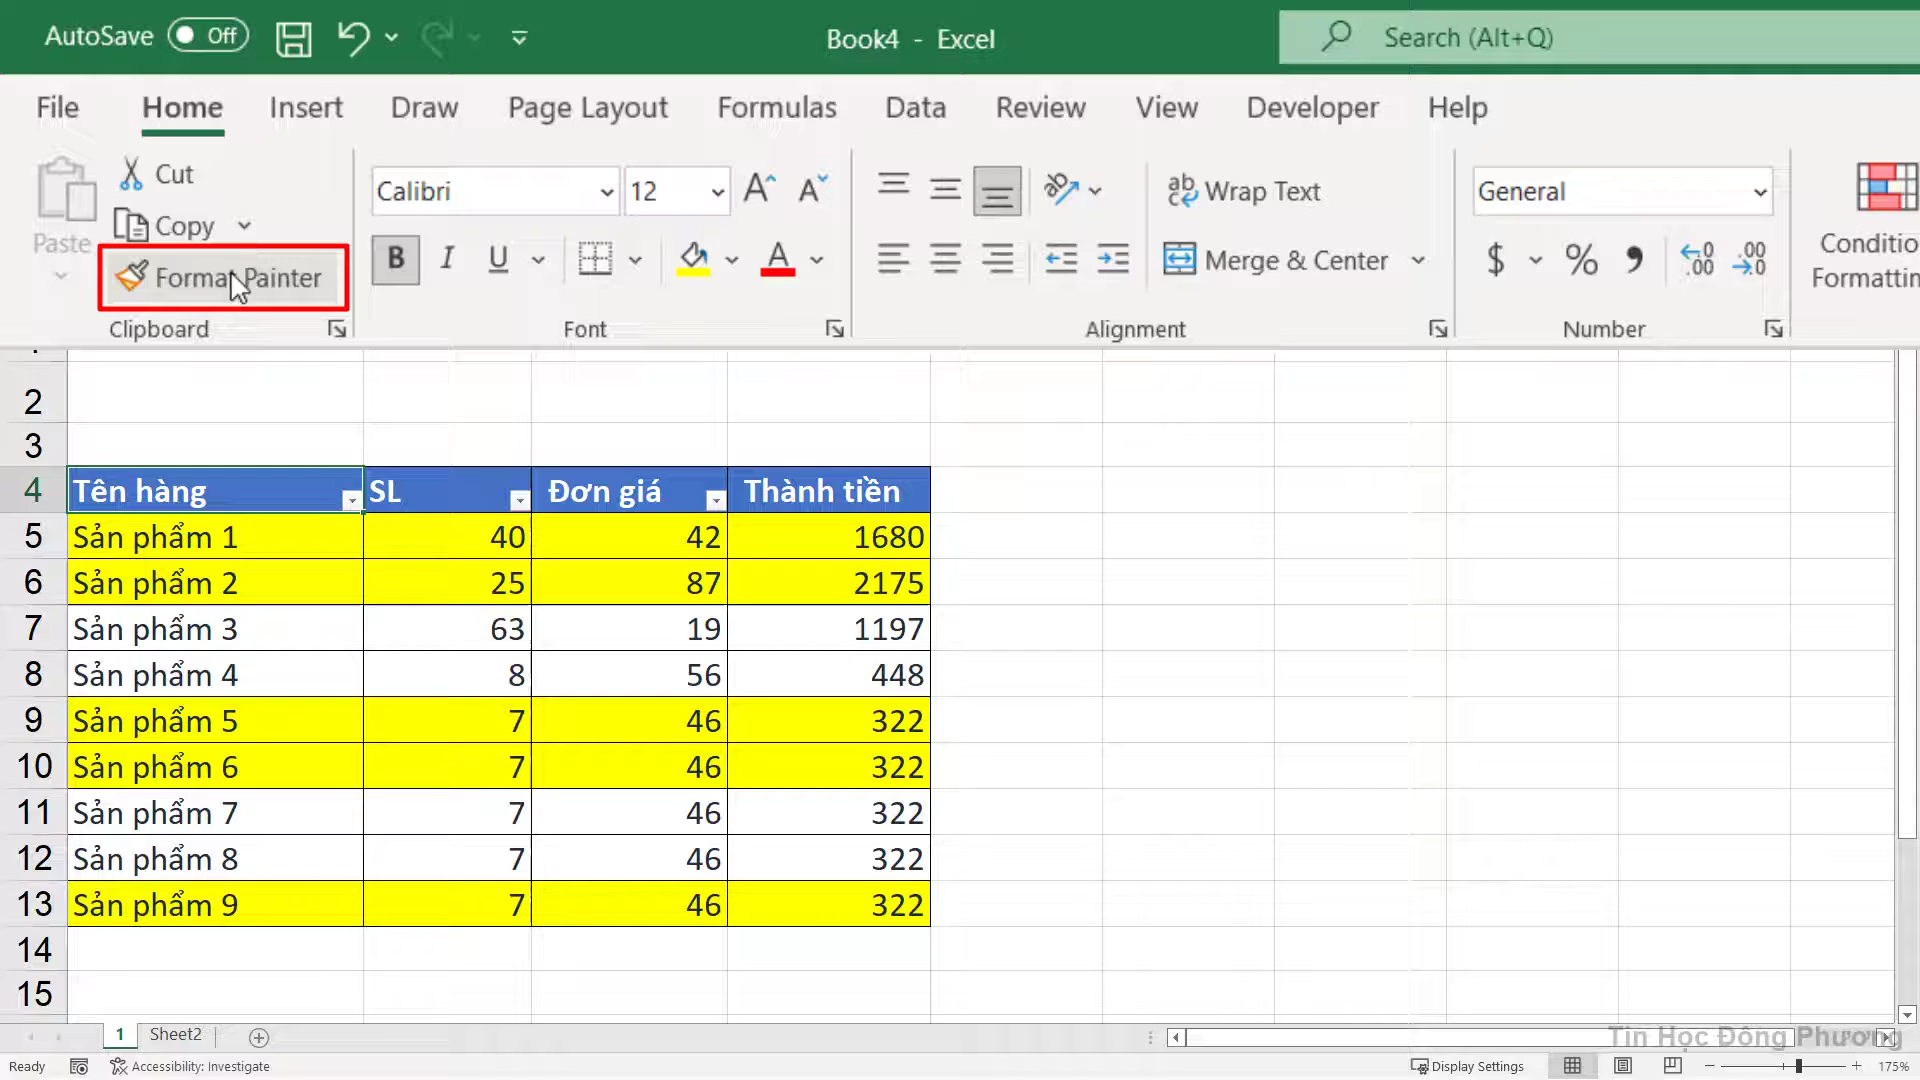 AutoSave Off Book4 - Excel Search (Alt+Q)
File Home Insert Draw Page Layout Formulas Data Review View Developer Help
Paste
Cut
Copy
Format Painter
Clipboard
Calibri 12
B I U A
Font
Wrap Text
Merge & Center
Alignment
General
$ % , .00 .00
Number
Conditio
Formattin
2
3
4 Tên hàng SL Đơn giá Thành tiền
5 Sản phẩm 1 40 42 1680
6 Sản phẩm 2 25 87 2175
7 Sản phẩm 3 63 19 1197
8 Sản phẩm 4 8 56 448
9 Sản phẩm 5 7 46 322
10 Sản phẩm 6 7 46 322
11 Sản phẩm 7 7 46 322
12 Sản phẩm 8 7 46 322
13 Sản phẩm 9 7 46 322
14
15
1 Sheet2
Tin Học Đông Phương
Ready Accessibility: Investigate Display Settings 175%